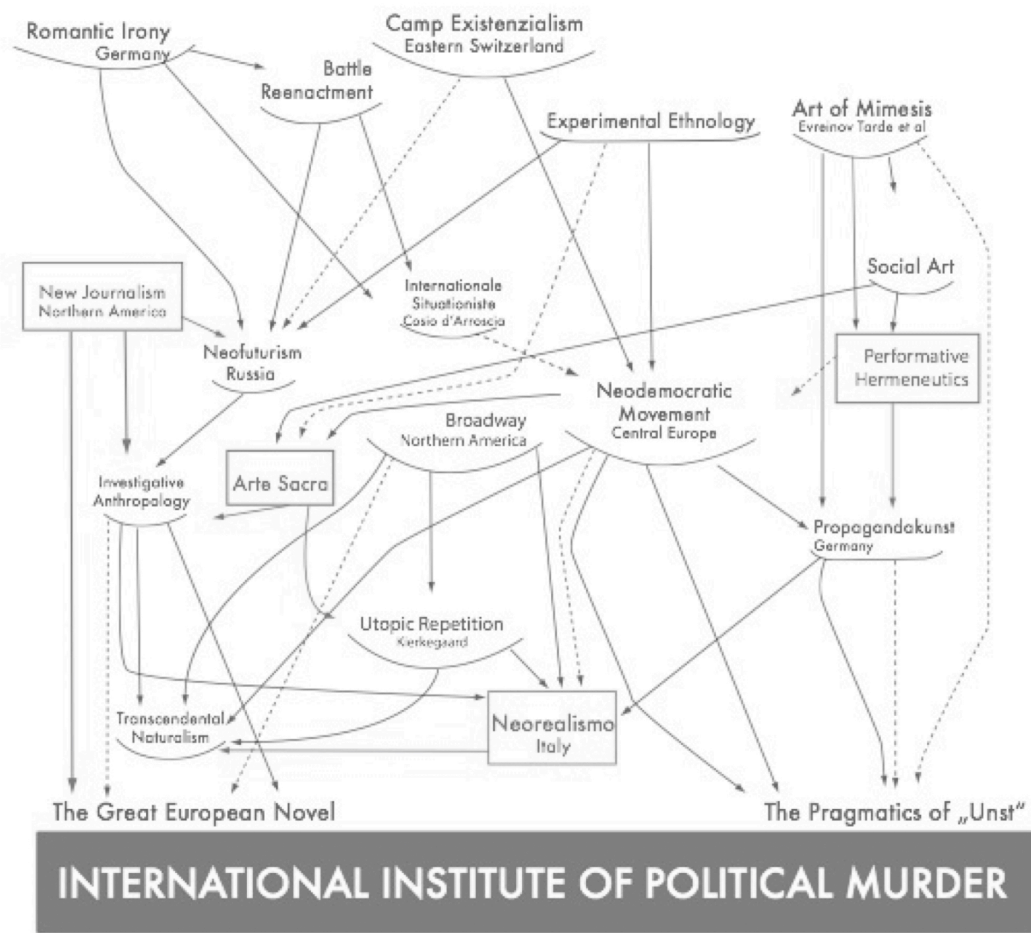 Romantic Irony
Germany
Camp Existenzialism
Eastern Switzerland
Battle
Reenactment
Experimental Ethnology
Art of Mimesis
Evreinov Tarde et al
Social Art
New Journalism
Northern America
Internationale
Situationiste
Cosio d'Arroscia
Neofuturism
Russia
Performative
Hermeneutics
Neodemocratic
Movement
Central Europe
Broadway
Northern America
Investigative
Anthropology
Arte Sacra
Propagandakunst
Germany
Utopic Repetition
Kierkegaard
Transcendental
Naturalism
Neorealismo
Italy
The Great European Novel
The Pragmatics of „Unst“
INTERNATIONAL INSTITUTE OF POLITICAL MURDER